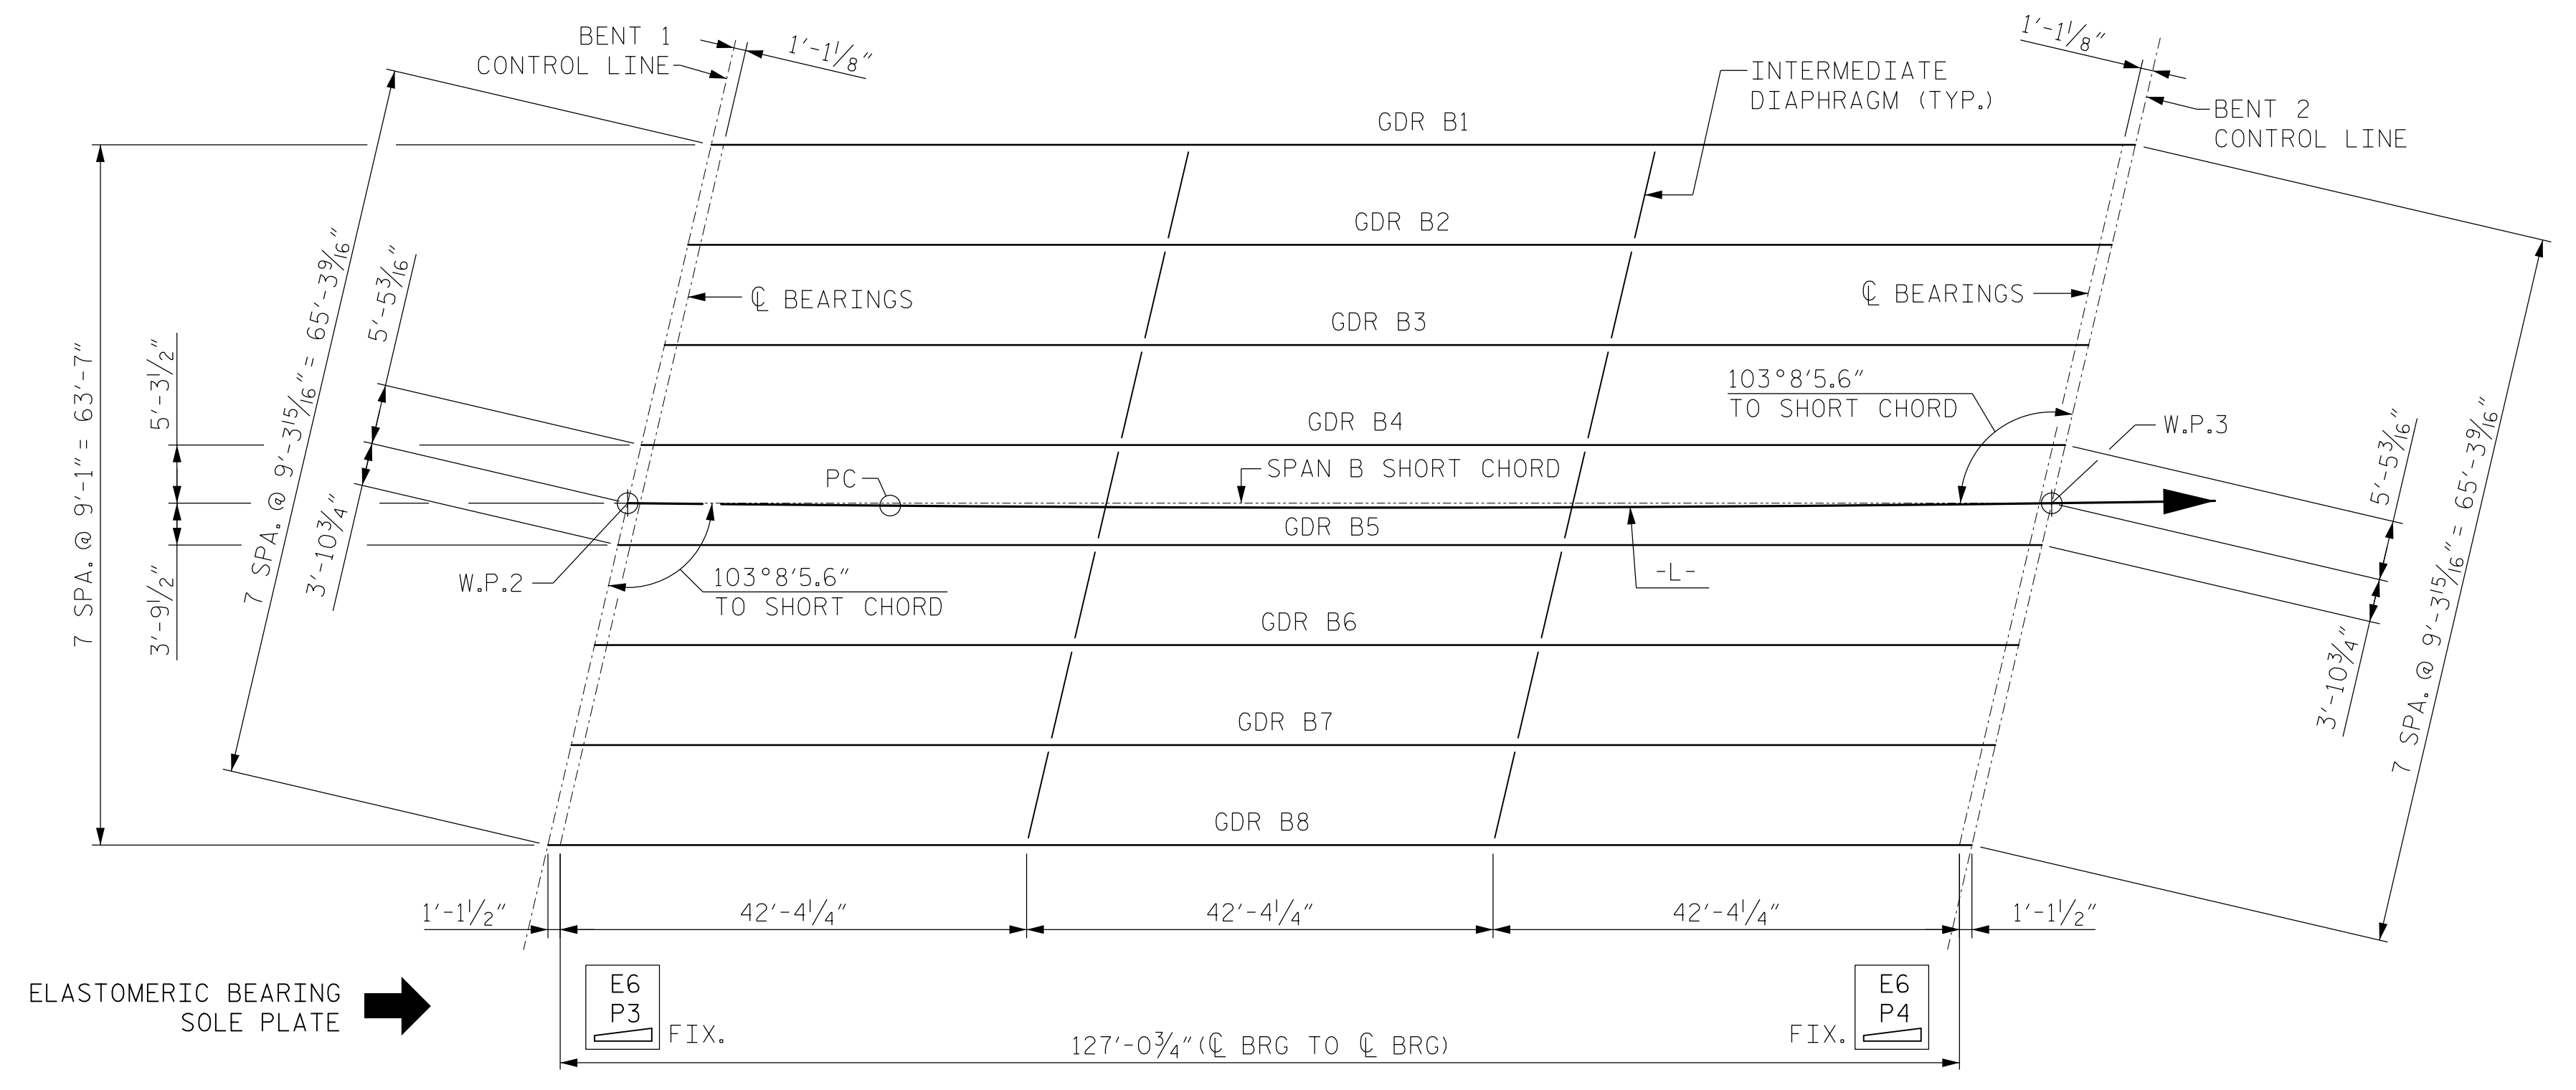 BENT 1
CONTROL LINE
1'-1 1/8"
1'-1 1/8"
INTERMEDIATE
DIAPHRAGM (TYP.)
BENT 2
CONTROL LINE
GDR B1
GDR B2
℄ BEARINGS
℄ BEARINGS
GDR B3
103°8'5.6"
TO SHORT CHORD
GDR B4
W.P.3
SPAN B SHORT CHORD
PC
GDR B5
W.P.2
103°8'5.6"
TO SHORT CHORD
-L-
GDR B6
GDR B7
GDR B8
7 SPA. @ 9'-1" = 63'-7"
5'-3 1/2"
3'-9 1/2"
7 SPA. @ 9'-3 15/16" = 65'-3 9/16"
5'-5 3/16"
3'-10 3/4"
5'-5 3/16"
3'-10 3/4"
7 SPA. @ 9'-3 15/16" = 65'-3 9/16"
1'-1 1/2"
42'-4 1/4"
42'-4 1/4"
42'-4 1/4"
1'-1 1/2"
ELASTOMERIC BEARING
SOLE PLATE
E6
P3
FIX.
127'-0 3/4" (℄ BRG TO ℄ BRG)
FIX.
E6
P4